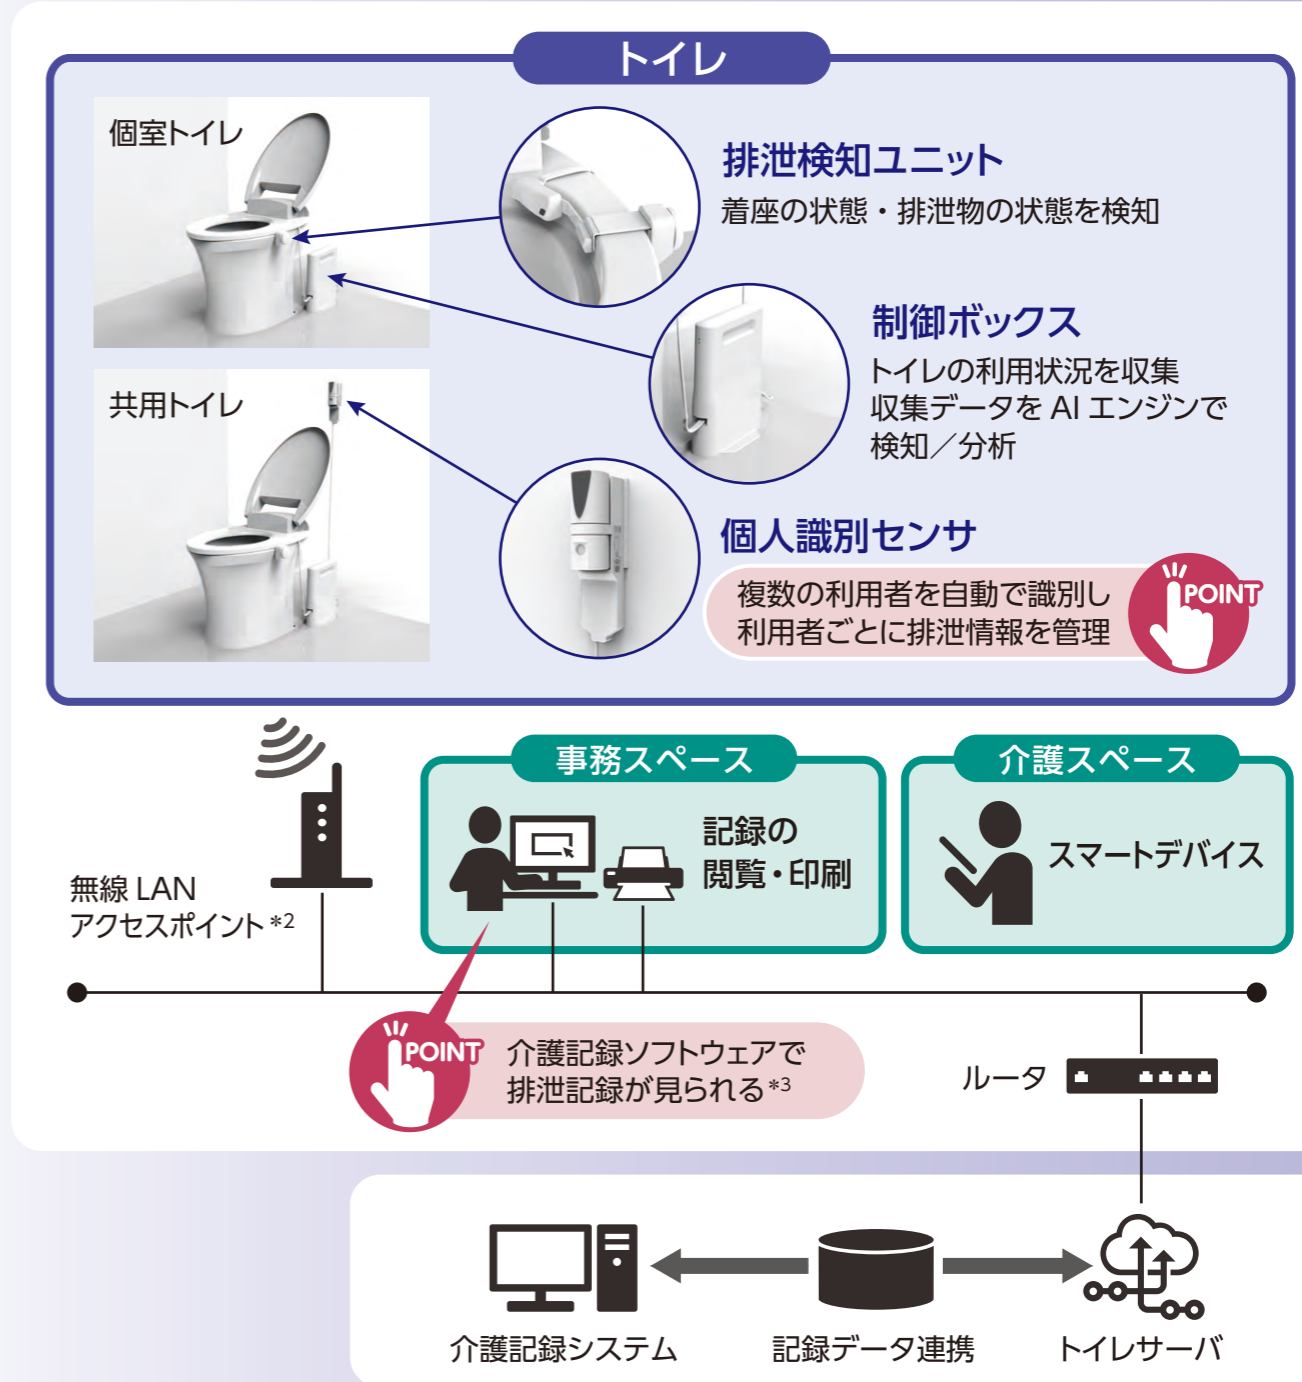 トイレ
個室トイレ
排泄検知ユニット
着座の状態・排泄物の状態を検知
制御ボックス
トイレの利用状況を収集
収集データを AI エンジンで
検知／分析
共用トイレ
個人識別センサ
複数の利用者を自動で識別し
利用者ごとに排泄情報を管理
POINT
事務スペース
記録の
閲覧・印刷
介護スペース
スマートデバイス
無線 LAN
アクセスポイント*2
POINT
介護記録ソフトウェアで
排泄記録が見られる*3
ルータ
介護記録システム
記録データ連携
トイレサーバ